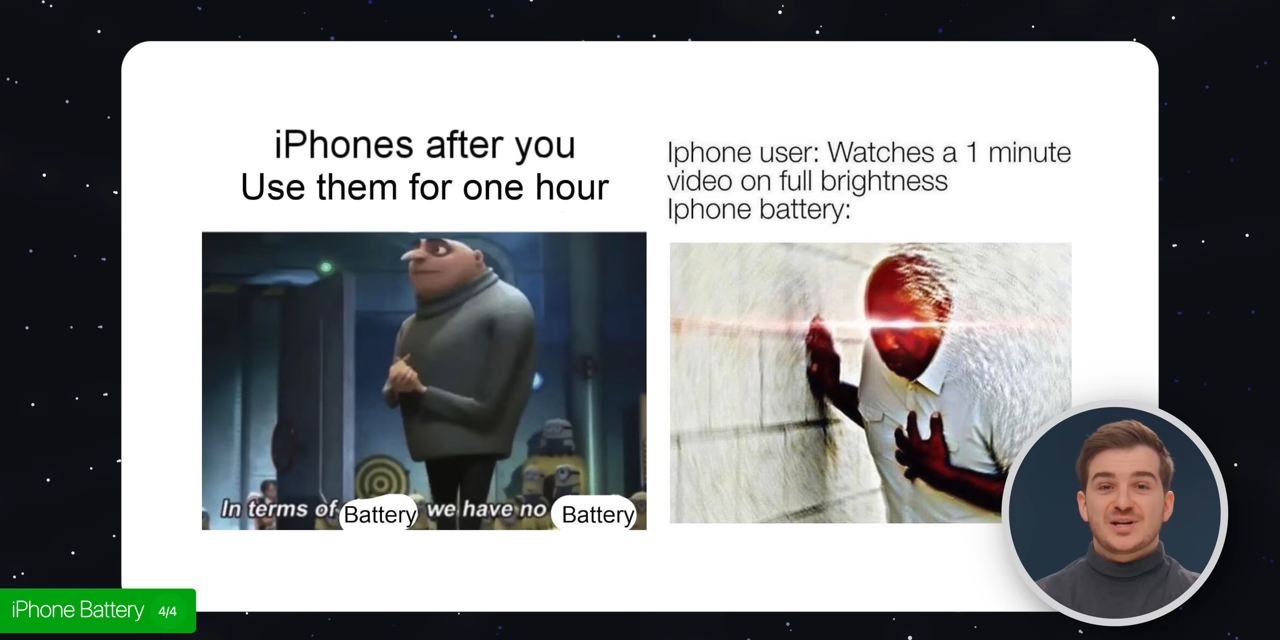 iPhones after you
Use them for one hour
In terms of Battery we have no Battery
Iphone user: Watches a 1 minute
video on full brightness
Iphone battery:
iPhone Battery 4/4